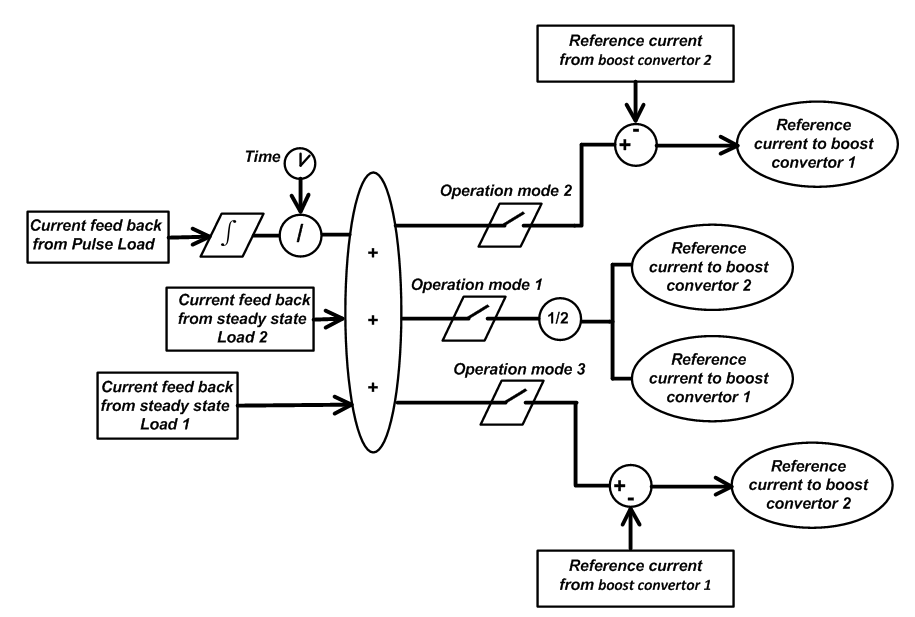 Reference current
from boost convertor 2
Reference
current to boost
convertor 1
Time
V
Operation mode 2
Current feed back
from Pulse Load
∫
/
+
-
+
Reference
current to boost
convertor 2
Operation mode 1
Current feed back
from steady state
Load 2
+
1/2
Reference
current to boost
convertor 1
Operation mode 3
Current feed back
from steady state
Load 1
+
+
-
Reference
current to boost
convertor 2
Reference current
from boost convertor 1